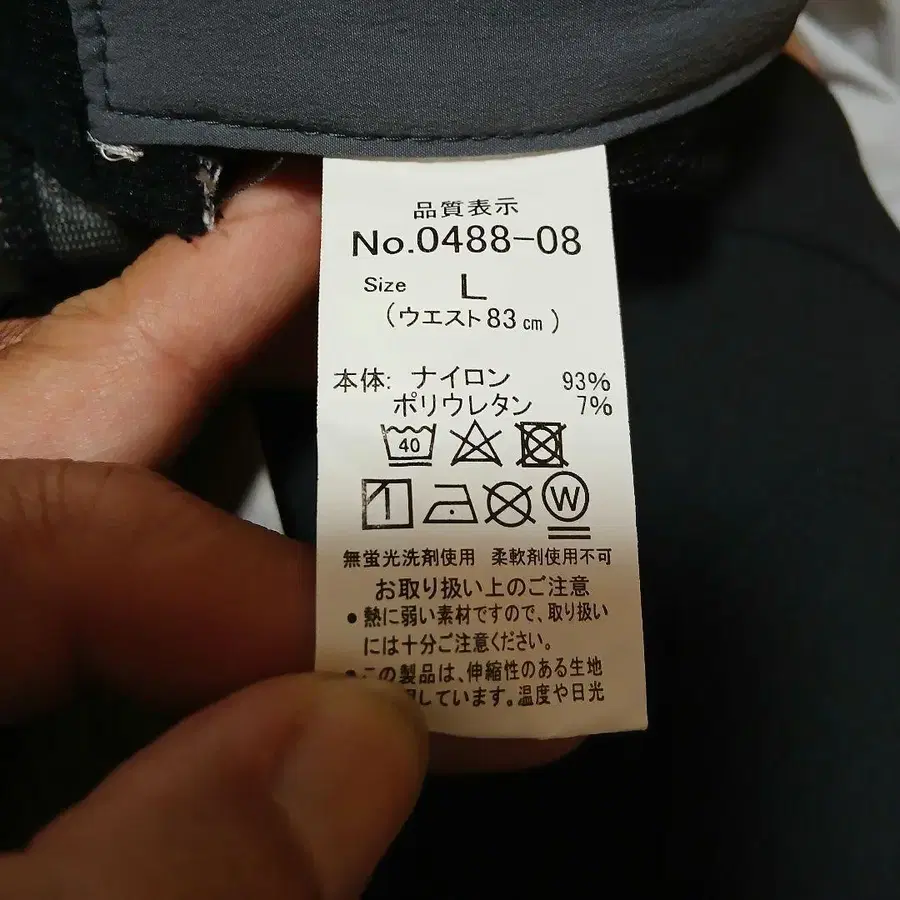 品質表示
No.0488-08
Size L
(ウエスト83cm)
本体: ナイロン 93%
ポリウレタン 7%
40
W
無蛍光洗剤使用 柔軟剤使用不可
お取り扱い上のご注意
●熱に弱い素材ですので、取り扱い
には十分ご注意ください。
この製品は、伸縮性のある生地
しています。温度や日光